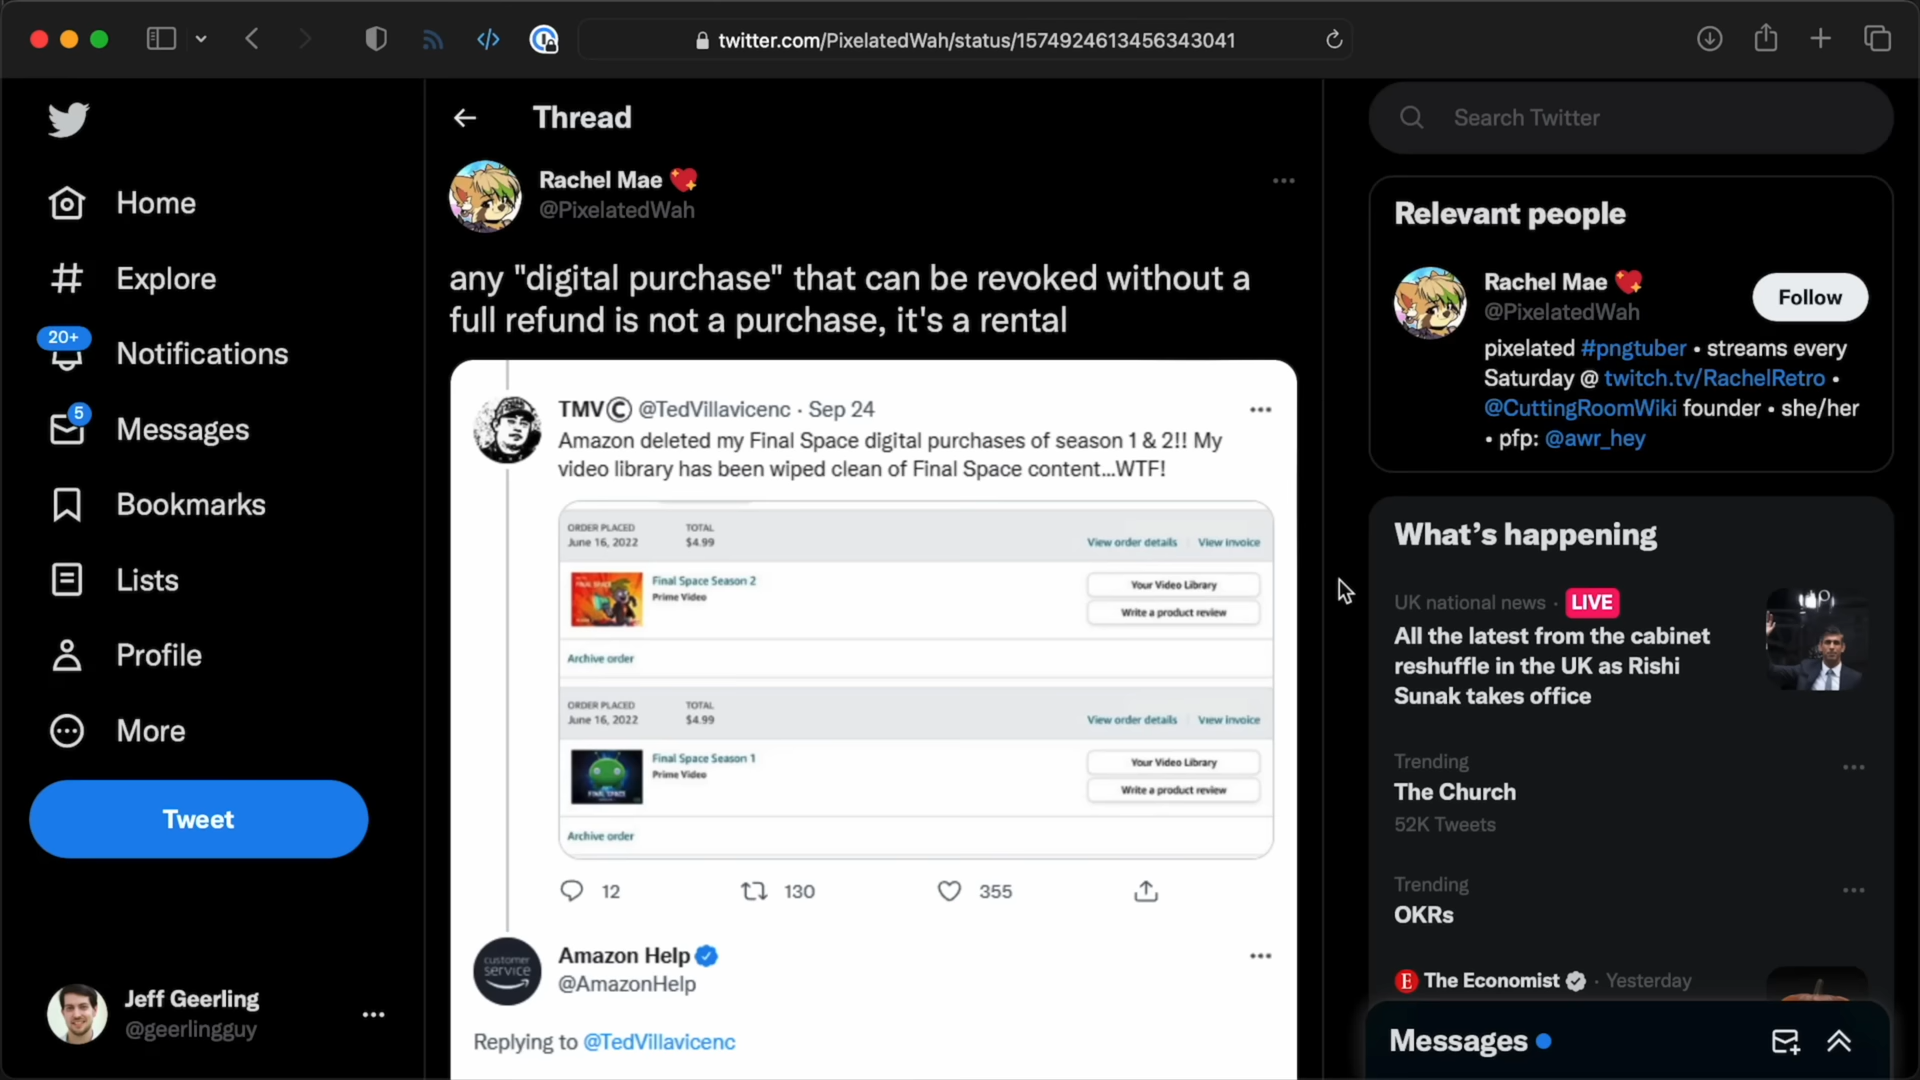 twitter.com/PixelatedWah/status/1574924613456343041
Home
Explore
20+
Notifications
5
Messages
Bookmarks
Lists
Profile
More
Tweet
Jeff Geerling
@geerlingguy
Thread
Rachel Mae 💖
@PixelatedWah
any "digital purchase" that can be revoked without a
full refund is not a purchase, it's a rental
TMVⒸ @TedVillavicenc · Sep 24
Amazon deleted my Final Space digital purchases of season 1 & 2!! My
video library has been wiped clean of Final Space content...WTF!
ORDER PLACED TOTAL
June 16, 2022 $4.99 View order details View invoice
Final Space Season 2
Prime Video
Your Video Library
Write a product review
Archive order
ORDER PLACED TOTAL
June 16, 2022 $4.99 View order details View invoice
Final Space Season 1
Prime Video
Your Video Library
Write a product review
FINAL SPACE
Archive order
12 130 355
customer
service
Amazon Help
@AmazonHelp
Replying to @TedVillavicenc
Search Twitter
Relevant people
Rachel Mae 💖
@PixelatedWah
Follow
pixelated #pngtuber • streams every
Saturday @ twitch.tv/RachelRetro •
@CuttingRoomWiki founder • she/her
• pfp: @awr_hey
What's happening
UK national news · LIVE
All the latest from the cabinet
reshuffle in the UK as Rishi
Sunak takes office
Trending
The Church
52K Tweets
Trending
OKRs
E The Economist · Yesterday
Messages